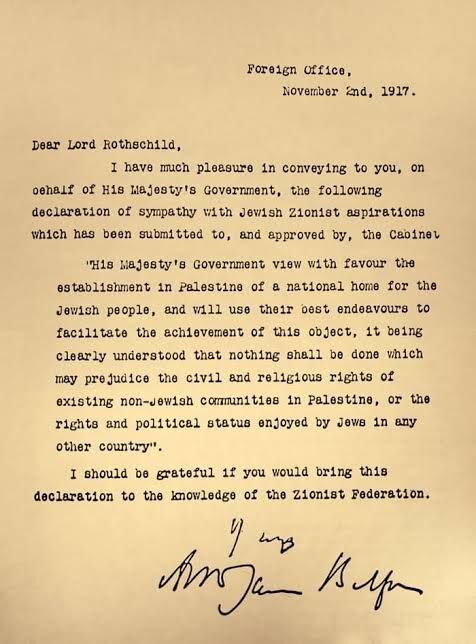 Foreign Office,
November 2nd, 1917.
Dear Lord Rothschild,
I have much pleasure in conveying to you, on
behalf of His Majesty's Government, the following
declaration of sympathy with Jewish Zionist aspirations
which has been submitted to, and approved by, the Cabinet
"His Majesty's Government view with favour the
establishment in Palestine of a national home for the
Jewish people, and will use their best endeavours to
facilitate the achievement of this object, it being
clearly understood that nothing shall be done which
may prejudice the civil and religious rights of
existing non-Jewish communities in Palestine, or the
rights and political status enjoyed by Jews in any
other country".
I should be grateful if you would bring this
declaration to the knowledge of the Zionist Federation.
Arthur James Balfour